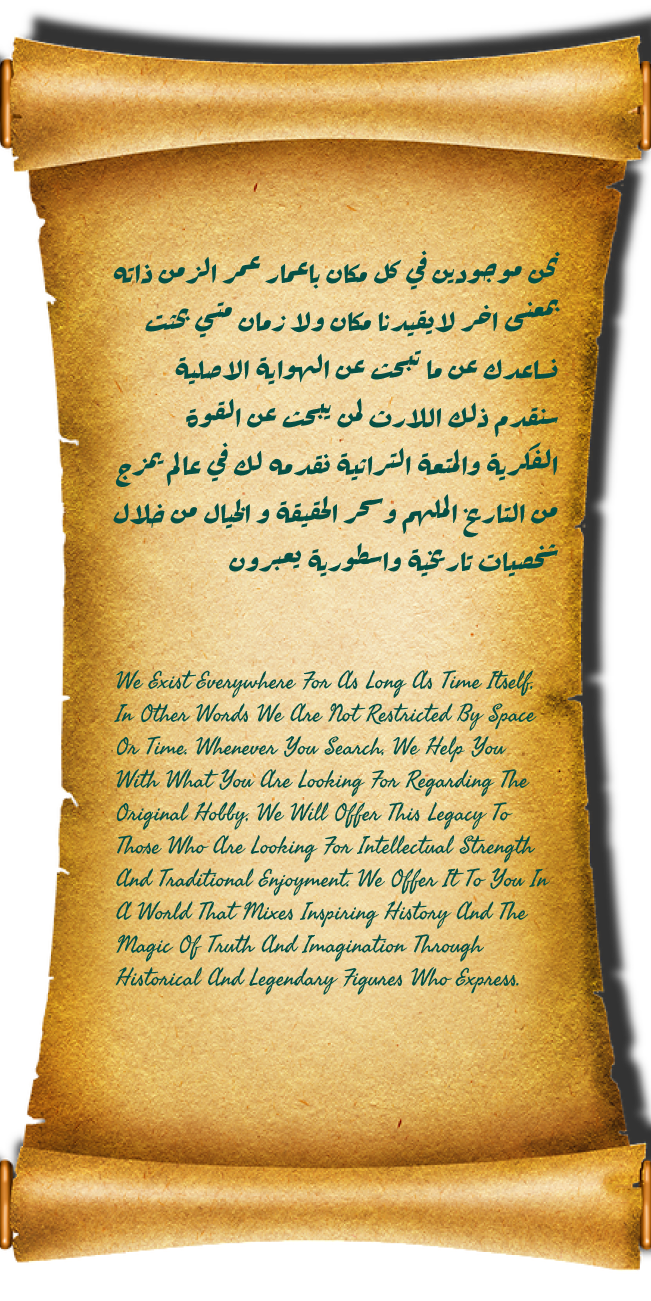 نحن موجودين في كل مكان باعمار عمر الزمن ذاته
بمعنى اخر لايقيدنا مكان ولا زمان متي بحثت
نساعدك عن ما تبحث عن الهواية الاصلية
سنقدم ذلك اللارث لمن يبحث عن القوة
الفكرية والمتعة التراثية نقدمه لك في عالم يمزج
من التاريخ الملهم وسحر الحقيقة و الخيال من خلال
شخصيات تاريخية واسطورية يعبرون
We Exist Everywhere For As Long As Time Itself.
In Other Words We Are Not Restricted By Space
Or Time. Whenever You Search, We Help You
With What You Are Looking For Regarding The
Original Hobby. We Will Offer This Legacy To
Those Who Are Looking For Intellectual Strength
And Traditional Enjoyment. We Offer It To You In
A World That Mixes Inspiring History And The
Magic Of Truth And Imagination Through
Historical And Legendary Figures Who Express.